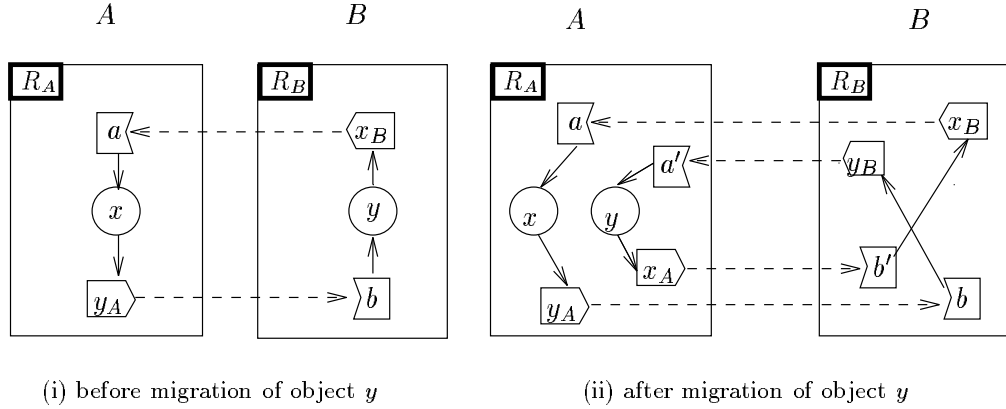 A B A B
R_A R_B R_A R_B
a x_B a x_B
a' y_B
x y x y
x_A b'
y_A b y_A b
(i) before migration of object y (ii) after migration of object y